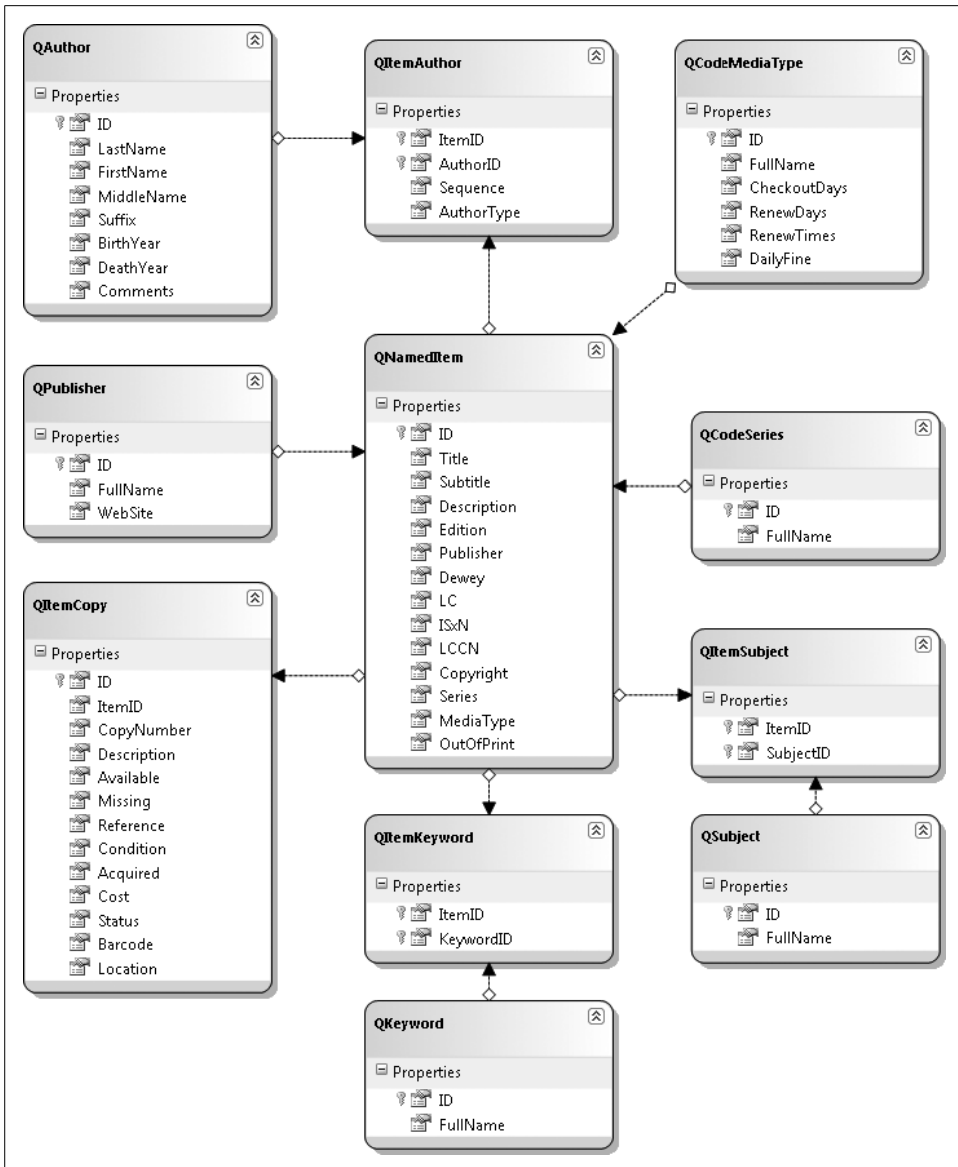 QAuthor
Properties
ID
LastName
FirstName
MiddleName
Suffix
BirthYear
DeathYear
Comments
QItemAuthor
Properties
ItemID
AuthorID
Sequence
AuthorType
QCodeMediaType
Properties
ID
FullName
CheckoutDays
RenewDays
RenewTimes
DailyFine
QPublisher
Properties
ID
FullName
WebSite
QNamedItem
Properties
ID
Title
Subtitle
Description
Edition
Publisher
Dewey
LC
ISxN
LCCN
Copyright
Series
MediaType
OutOfPrint
QCodeSeries
Properties
ID
FullName
QItemCopy
Properties
ID
ItemID
CopyNumber
Description
Available
Missing
Reference
Condition
Acquired
Cost
Status
Barcode
Location
QItemSubject
Properties
ItemID
SubjectID
QItemKeyword
Properties
ItemID
KeywordID
QSubject
Properties
ID
FullName
QKeyword
Properties
ID
FullName